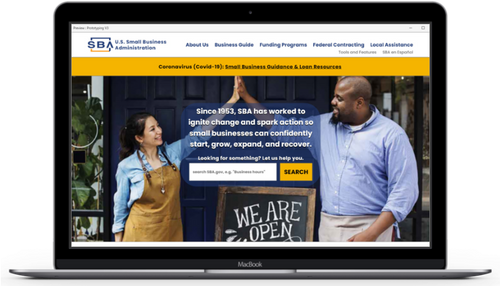 Preview - Prototyping V3
SBA
U.S. Small Business
Administration
About Us Business Guide Funding Programs Federal Contracting Local Assistance
Tools and Features SBA en Español
Coronavirus (Covid-19): Small Business Guidance & Loan Resources
Since 1953, SBA has worked to
ignite change and spark action so
small businesses can confidently
start, grow, expand, and recover.
Looking for something? Let us help you.
search SBA.gov, e.g. "Business hours"
SEARCH
WE ARE
OPEN
MacBook